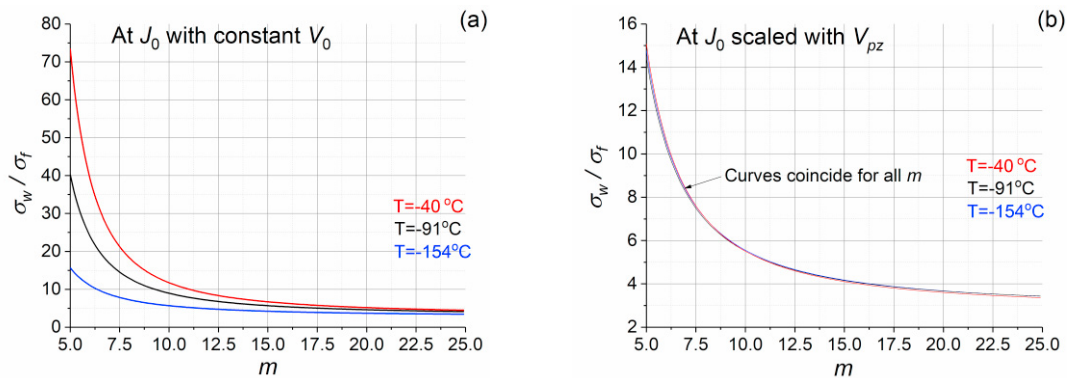 (a)
At J₀ with constant V₀
80
70
60
50
40
30
20
10
0
σw / σf
T=-40 °C
T=-91°C
T=-154°C
5.0 7.5 10.0 12.5 15.0 17.5 20.0 22.5 25.0
m
(b)
At J₀ scaled with Vpz
16
14
12
10
8
6
4
2
σw / σf
Curves coincide for all m
T=-40 °C
T=-91°C
T=-154°C
5.0 7.5 10.0 12.5 15.0 17.5 20.0 22.5 25.0
m